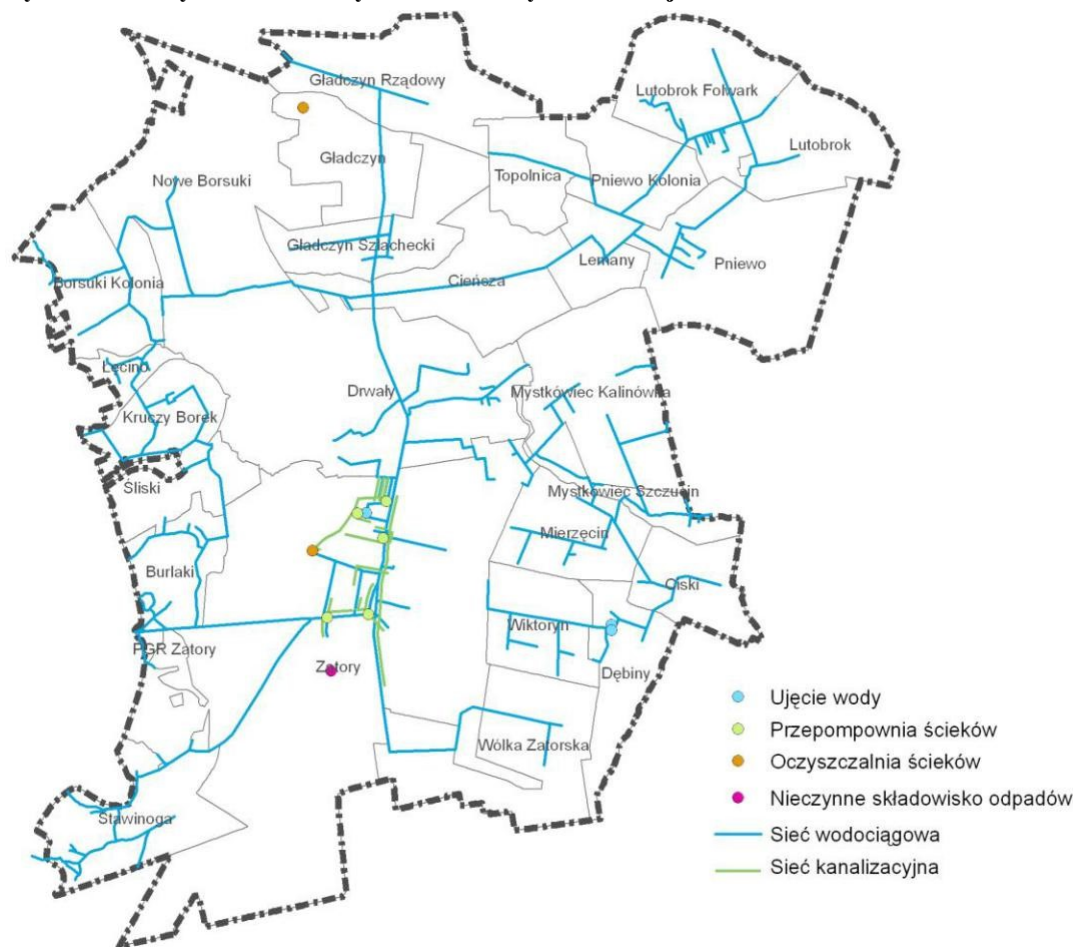 Gładczyn Rządowy
Lutobrok Folwark
Lutobrok
Gładczyn
Topolnica
Pniewo Kolonia
Nowe Borsuki
Gładczyn Szlachecki
Lemany
Pniewo
Borsuki Kolonia
Cieńsza
Łęcino
Drwały
Mystkówiec Kalinówka
Kruczy Borek
Śliski
Mystkówiec Szczucin
Mierzęcin
Burlaki
Ciski
Wiktoryn
PGR Zatory
Zatory
Dębiny
Wólka Zatorska
Stawinoga
Ujęcie wody
Przepompownia ścieków
Oczyszczalnia ścieków
Nieczynne składowisko odpadów
Sieć wodociągowa
Sieć kanalizacyjna